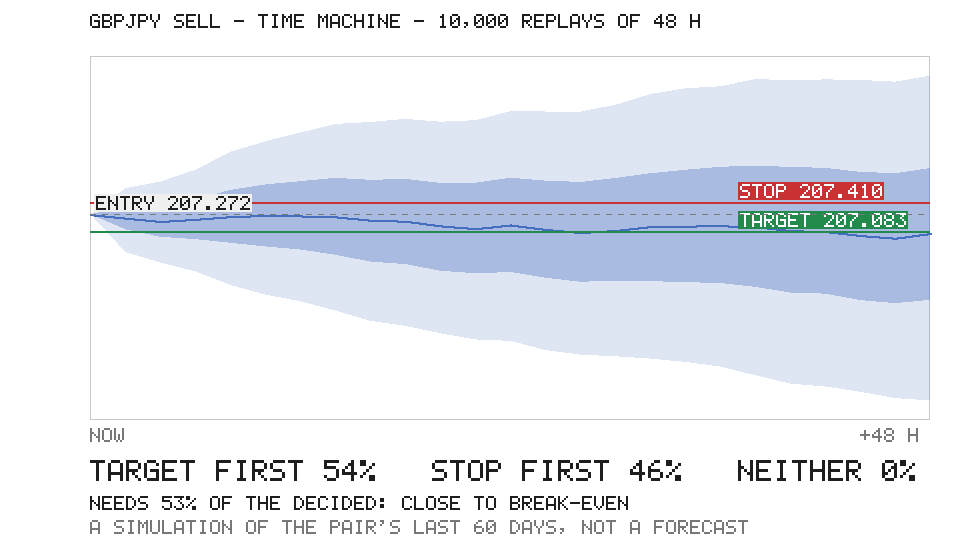 GBPJPY SELL - TIME MACHINE - 10,000 REPLAYS OF 48 H
STOP 207.410
ENTRY 207.272
TARGET 207.083
NOW +48 H
TARGET FIRST 54% STOP FIRST 46% NEITHER 0%
NEEDS 53% OF THE DECIDED: CLOSE TO BREAK-EVEN
A SIMULATION OF THE PAIR'S LAST 60 DAYS, NOT A FORECAST